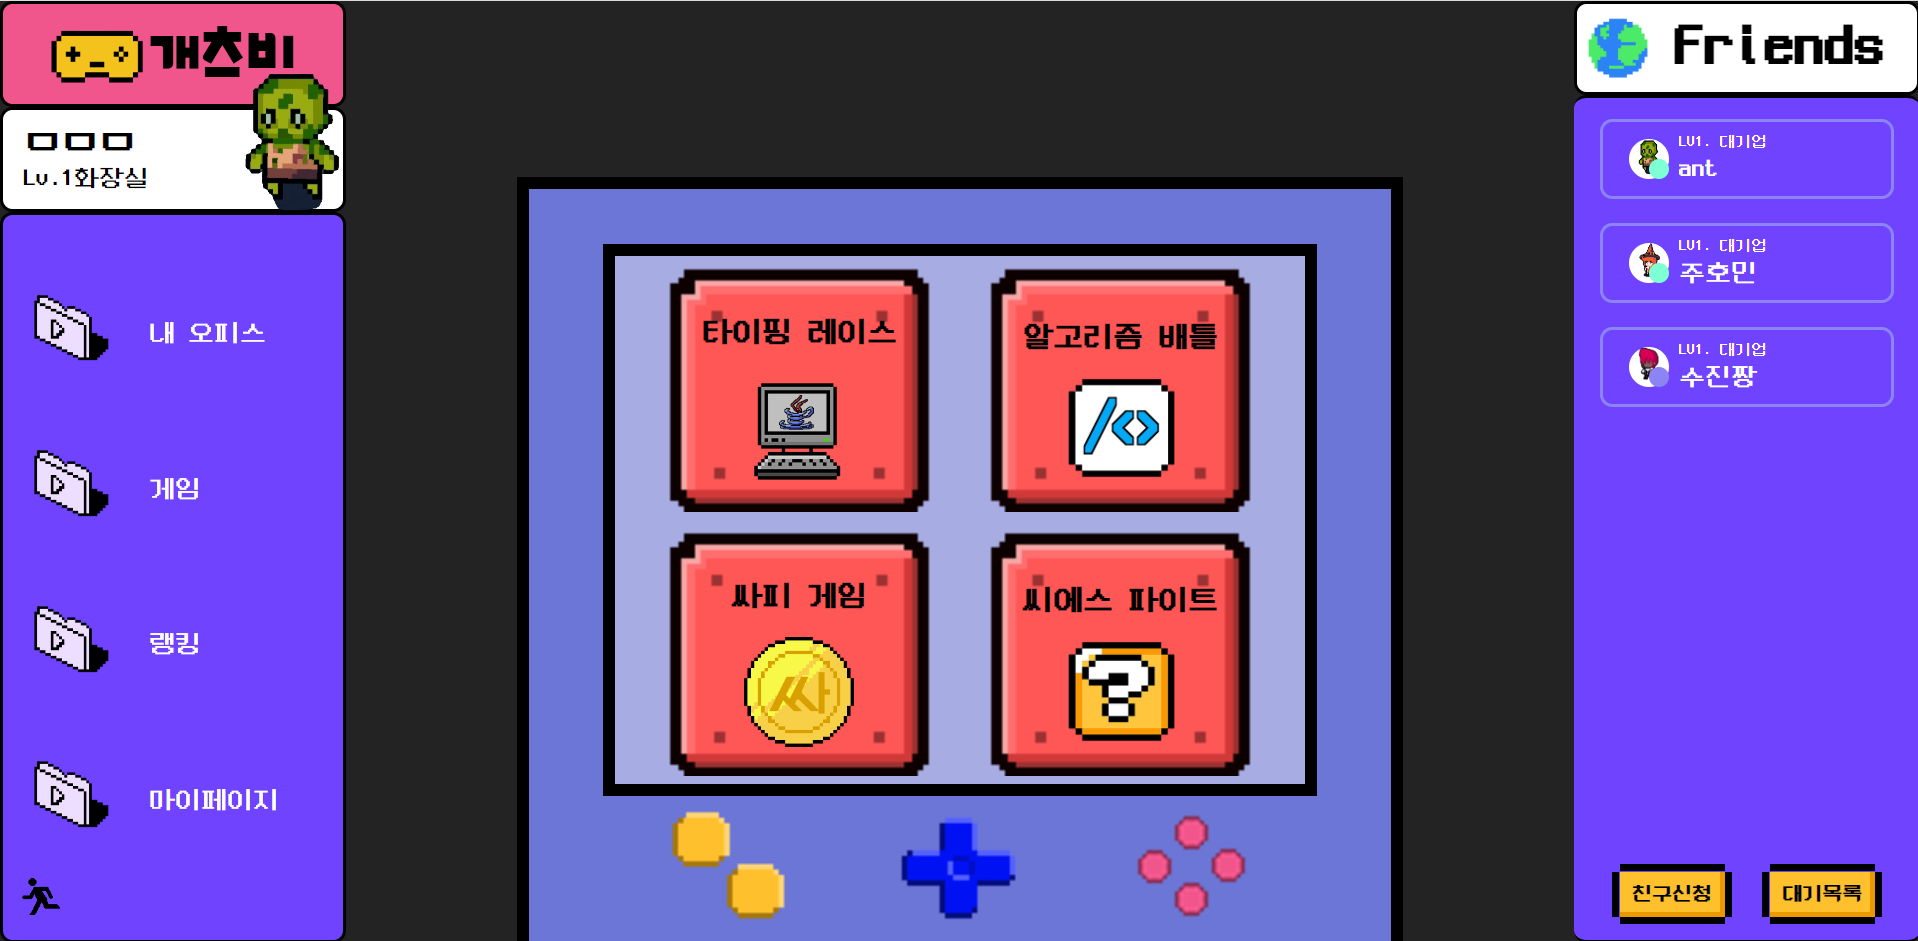 개츠비
ㅁㅁㅁ
Lv.1화장실
내 오피스
게임
랭킹
마이페이지
타이핑 레이스
알고리즘 배틀
/<>
싸피 게임
싸
씨에스 파이트
?
Friends
LV1. 대기업
ant
LV1. 대기업
주호민
LV1. 대기업
수진짱
친구신청
대기목록